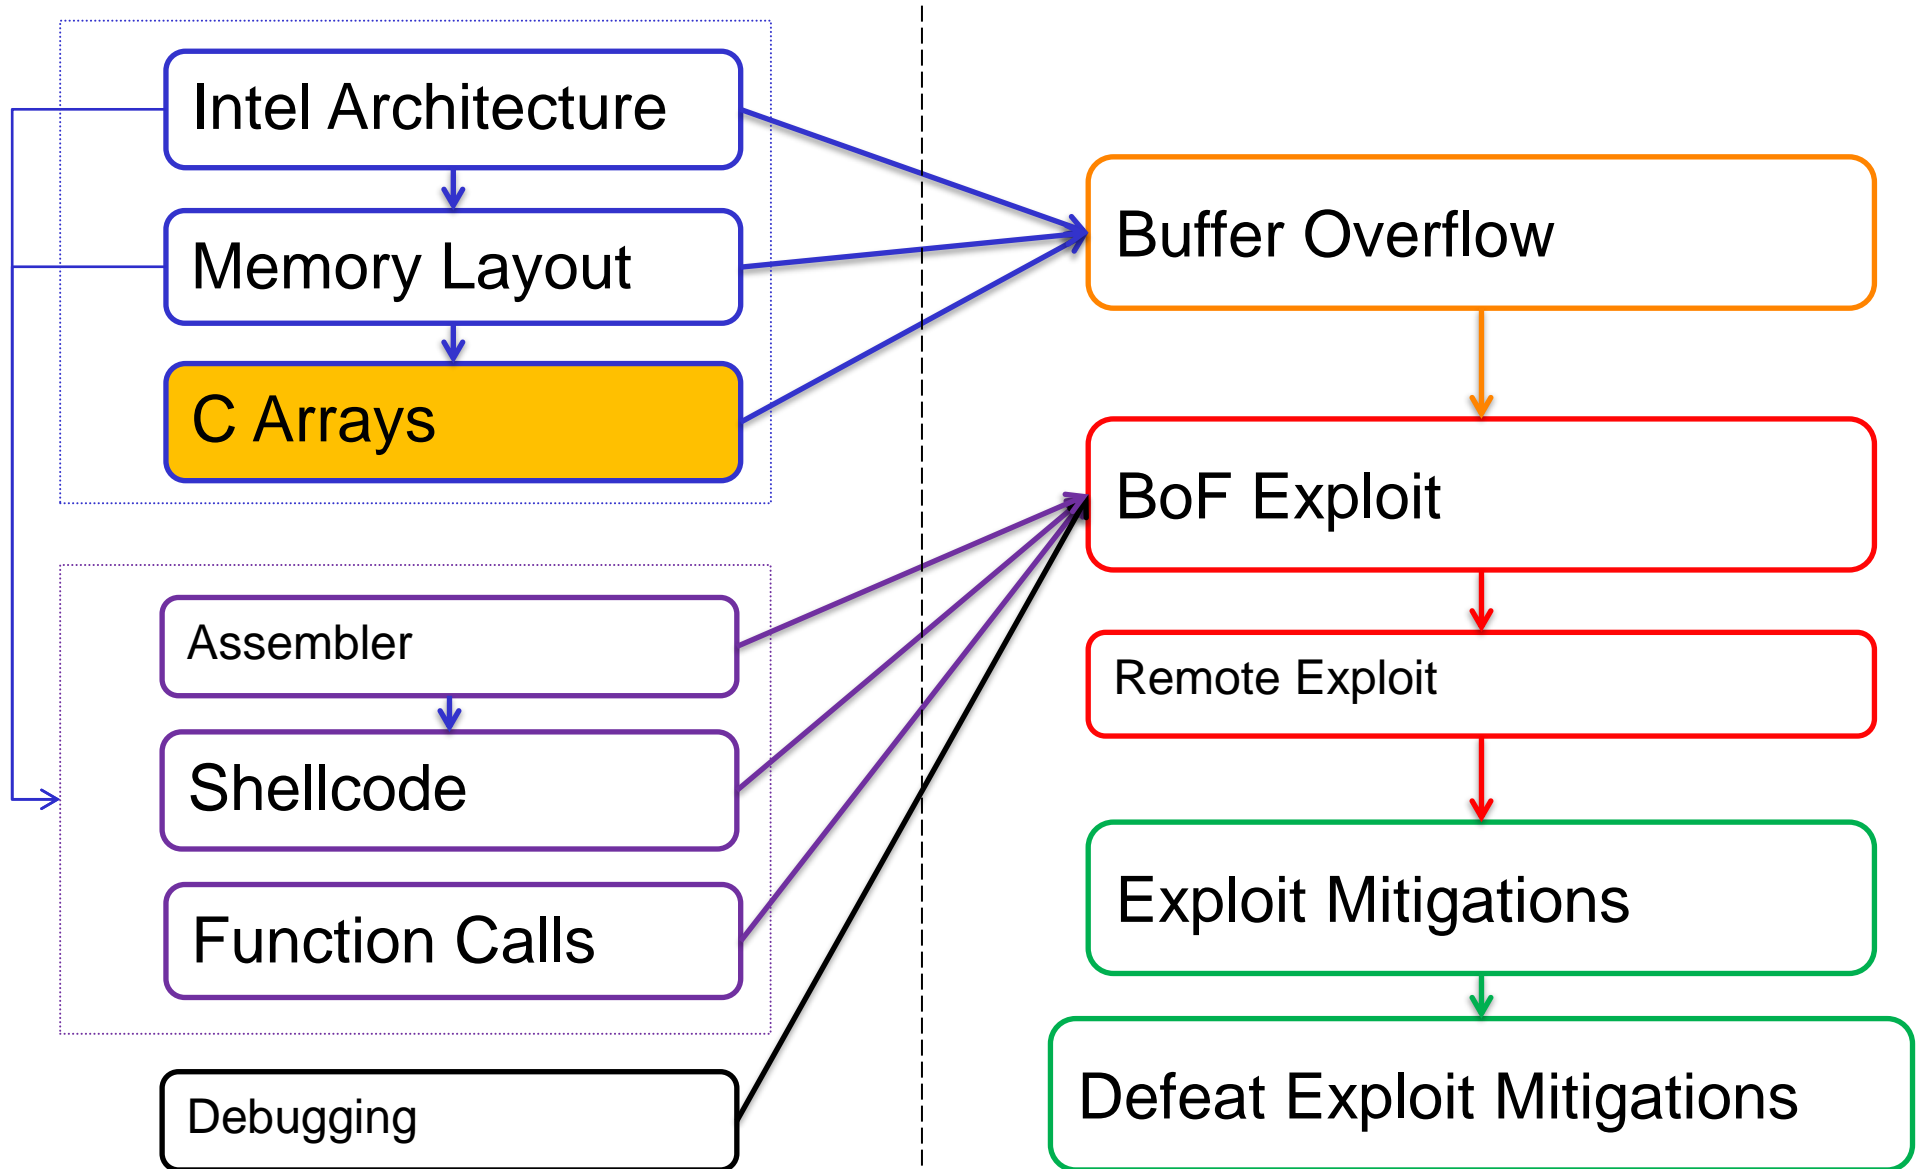 Intel Architecture
Memory Layout
C Arrays
Assembler
Shellcode
Function Calls
Debugging
Buffer Overflow
BoF Exploit
Remote Exploit
Exploit Mitigations
Defeat Exploit Mitigations